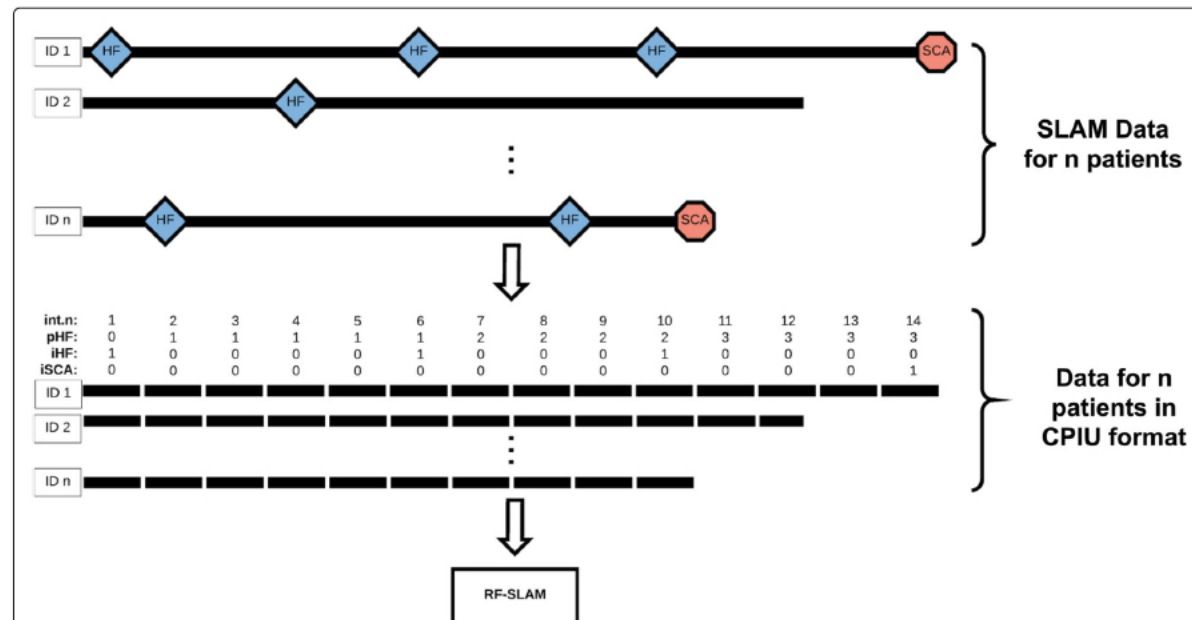 ID 1 HF HF HF SCA
ID 2 HF
ID n HF HF SCA
SLAM Data
for n patients
int.n: 1 2 3 4 5 6 7 8 9 10 11 12 13 14
pHF: 0 1 1 1 1 1 2 2 2 2 3 3 3 3
iHF: 1 0 0 0 0 1 0 0 0 1 0 0 0 0
iSCA: 0 0 0 0 0 0 0 0 0 0 0 0 0 1
ID 1
ID 2
ID n
Data for n
patients in
CPIU format
RF-SLAM